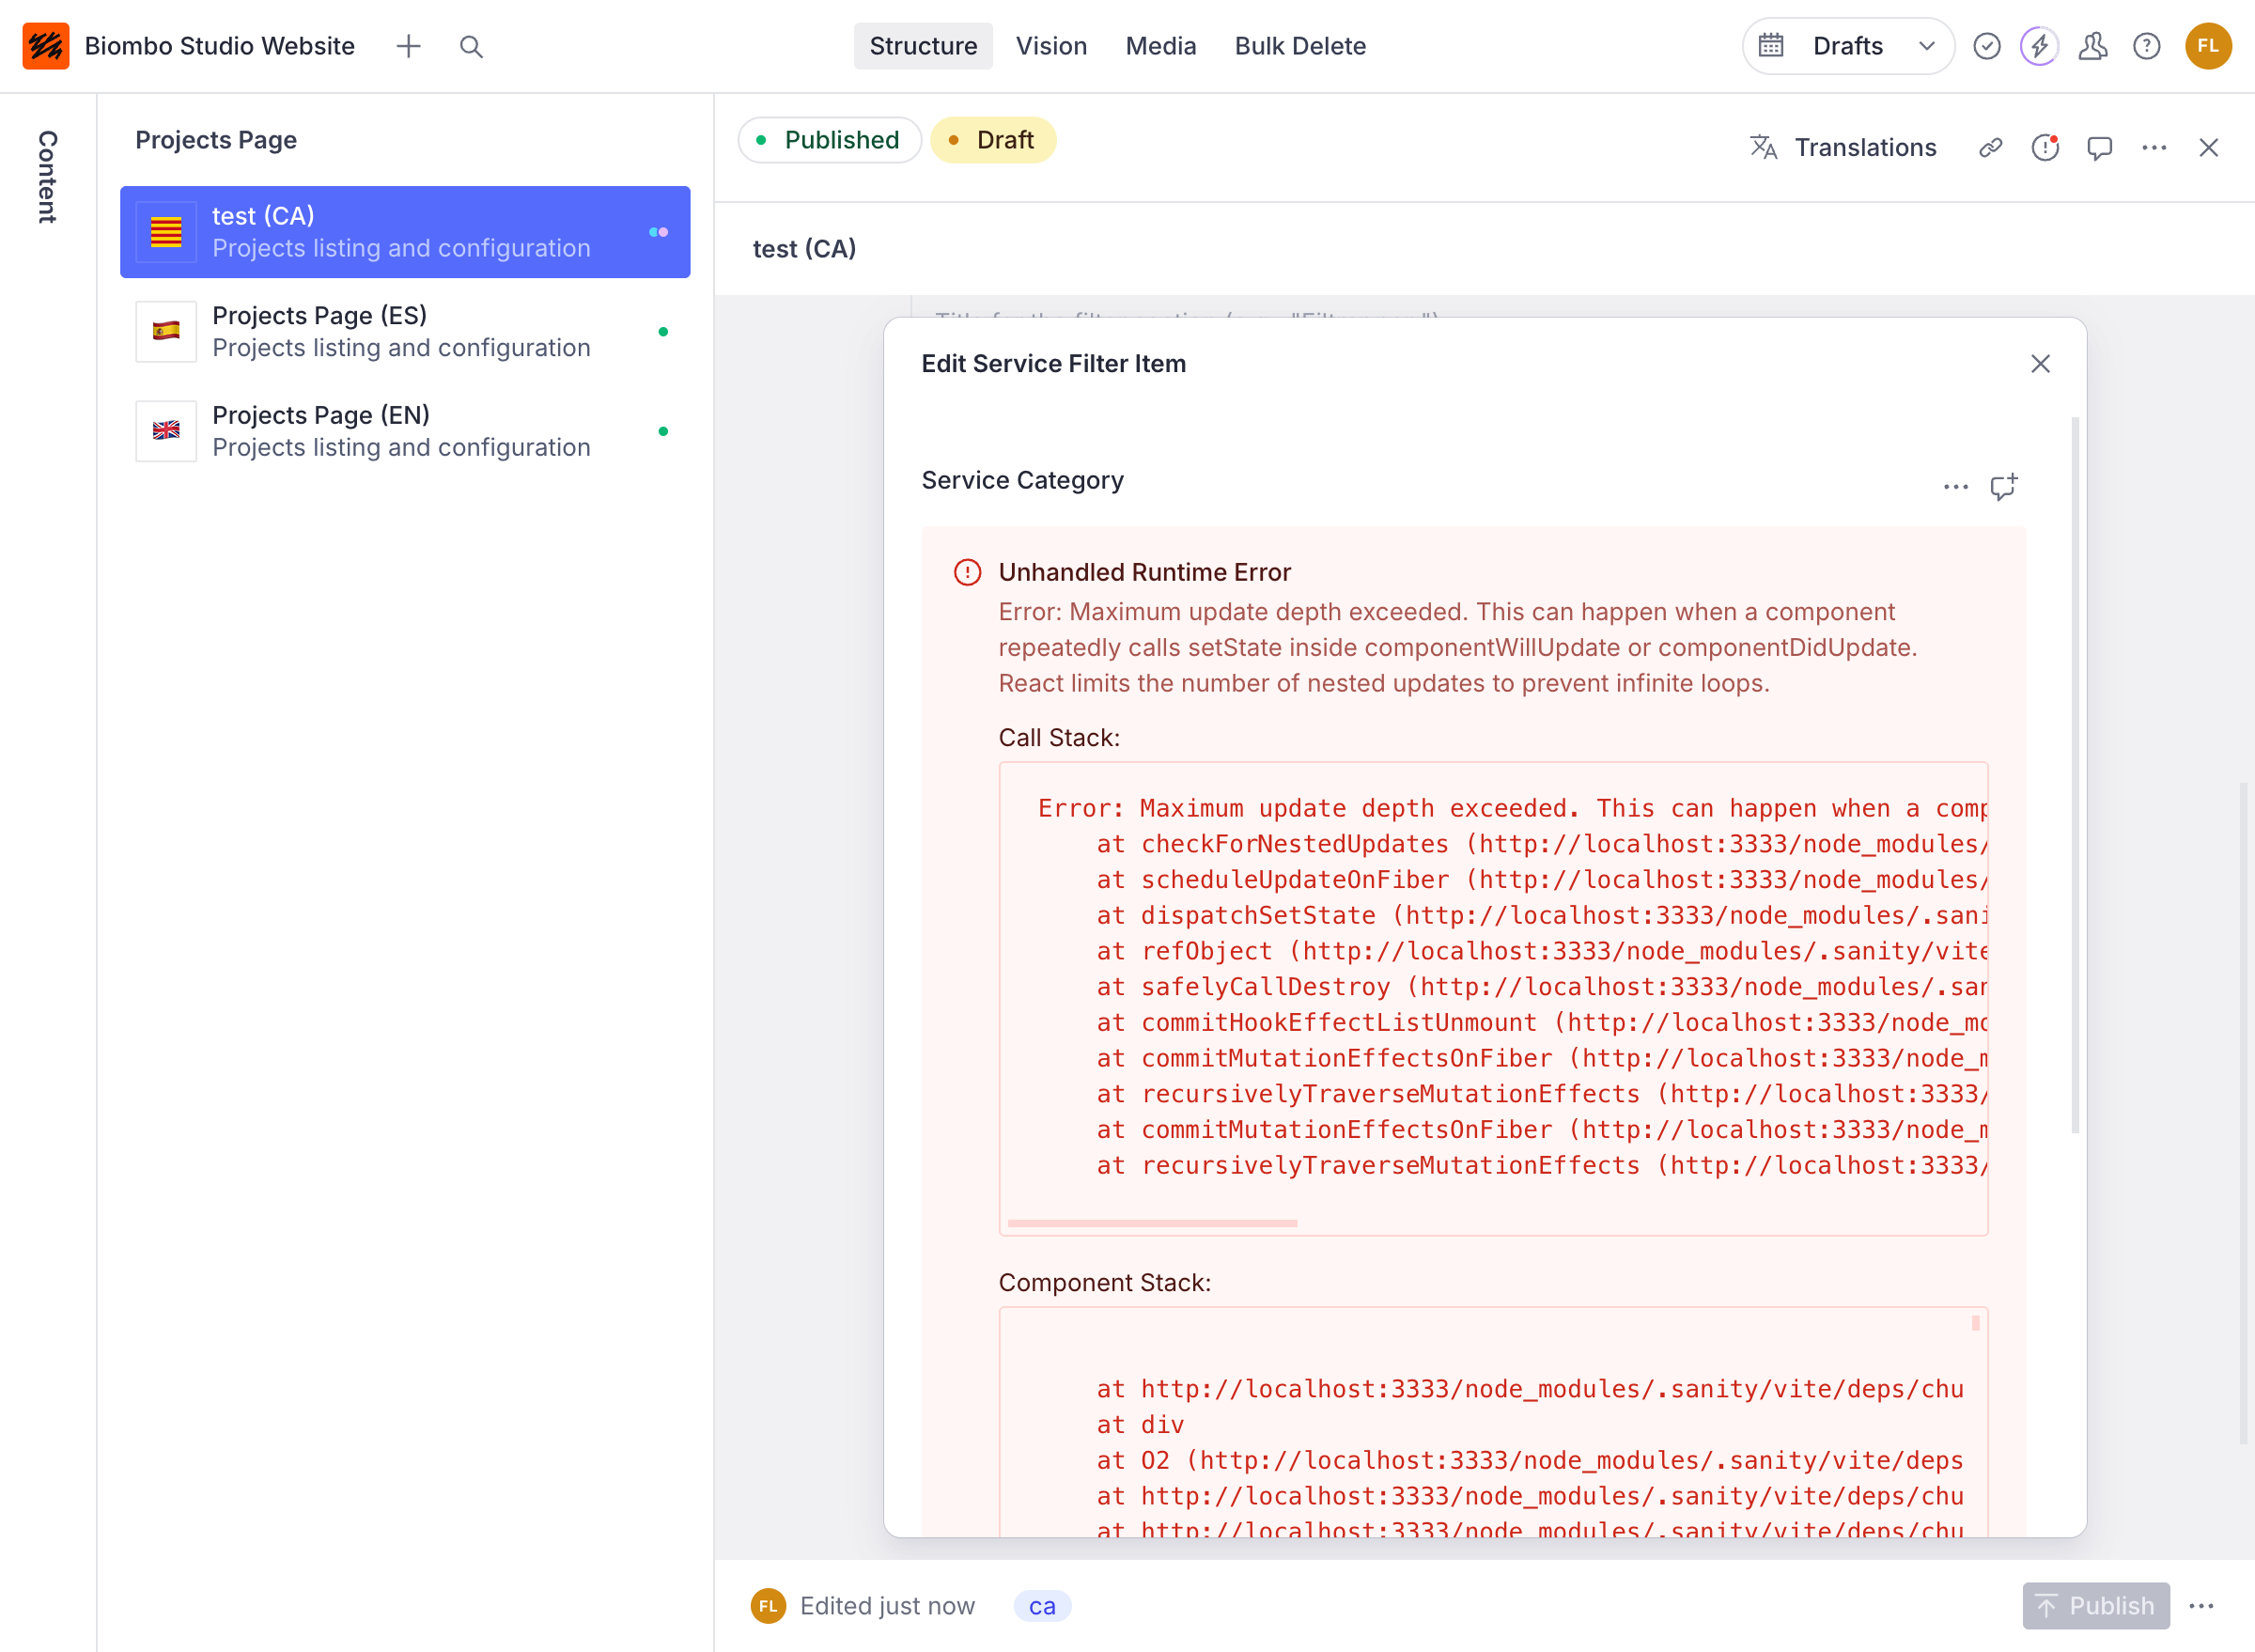 Biombo Studio Website
Structure
Vision
Media
Bulk Delete
Drafts
FL
Content
Projects Page
test (CA)
Projects listing and configuration
Projects Page (ES)
Projects listing and configuration
Projects Page (EN)
Projects listing and configuration
Published
Draft
Translations
test (CA)
Edit Service Filter Item
Service Category
Unhandled Runtime Error
Error: Maximum update depth exceeded. This can happen when a component
repeatedly calls setState inside componentWillUpdate or componentDidUpdate.
React limits the number of nested updates to prevent infinite loops.
Call Stack:
Error: Maximum update depth exceeded. This can happen when a comp
at checkForNestedUpdates (http://localhost:3333/node_modules/
at scheduleUpdateOnFiber (http://localhost:3333/node_modules/
at dispatchSetState (http://localhost:3333/node_modules/.sani
at refObject (http://localhost:3333/node_modules/.sanity/vite
at safelyCallDestroy (http://localhost:3333/node_modules/.san
at commitHookEffectListUnmount (http://localhost:3333/node_mo
at commitMutationEffectsOnFiber (http://localhost:3333/node_m
at recursivelyTraverseMutationEffects (http://localhost:3333/
at commitMutationEffectsOnFiber (http://localhost:3333/node_m
at recursivelyTraverseMutationEffects (http://localhost:3333/
Component Stack:
at http://localhost:3333/node_modules/.sanity/vite/deps/chu
at div
at O2 (http://localhost:3333/node_modules/.sanity/vite/deps
at http://localhost:3333/node_modules/.sanity/vite/deps/chu
at http://localhost:3333/node_modules/.sanity/vite/deps/chu
FL
Edited just now
ca
Publish